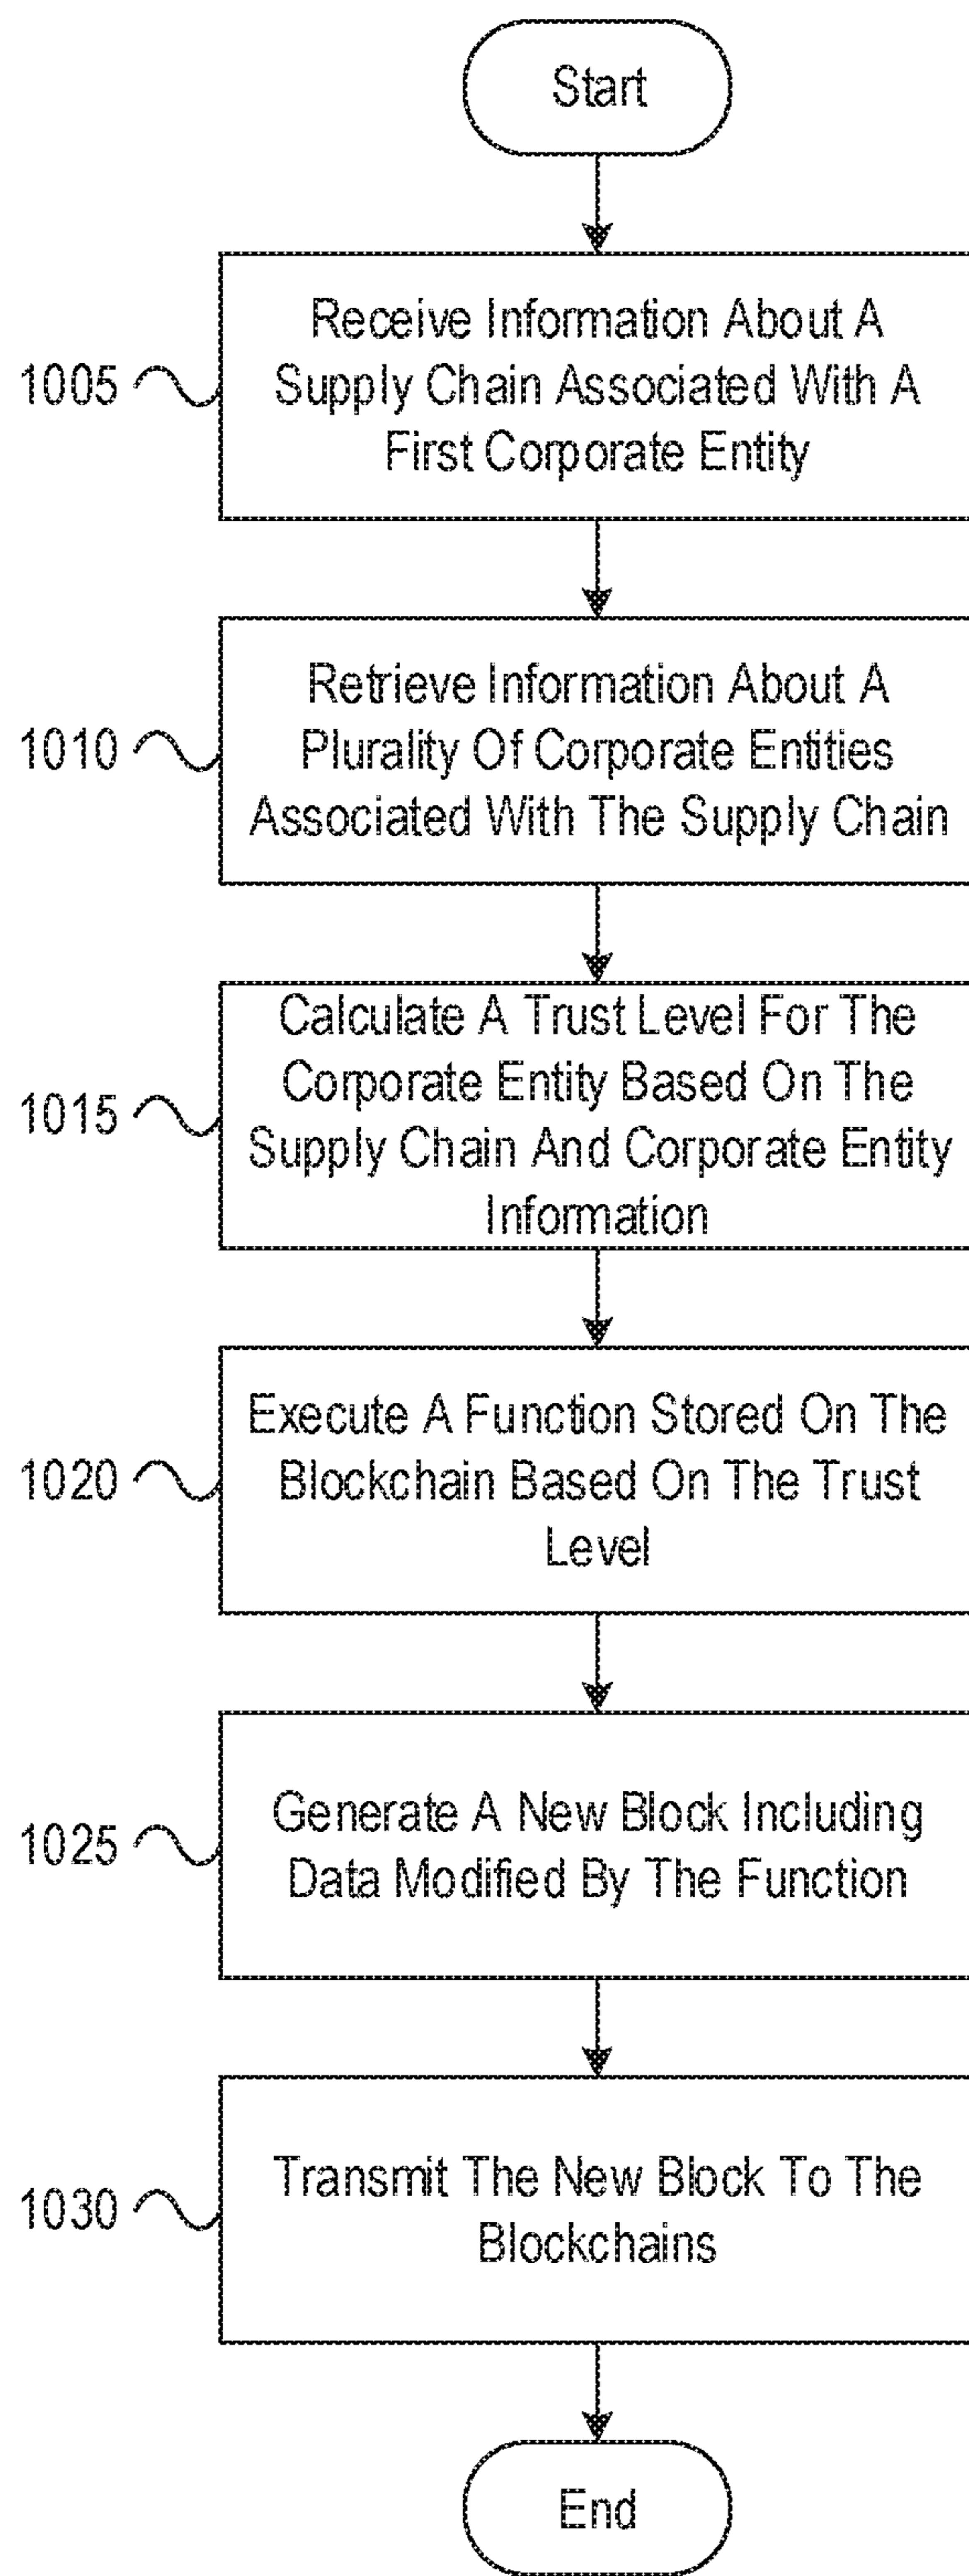 Start
Receive Information About A
Supply Chain Associated With A
First Corporate Entity
1005
Retrieve Information About A
Plurality Of Corporate Entities
Associated With The Supply Chain
1010
Calculate A Trust Level For The
Corporate Entity Based On The
Supply Chain And Corporate Entity
Information
1015
Execute A Function Stored On The
Blockchain Based On The Trust
Level
1020
Generate A New Block Including
Data Modified By The Function
1025
Transmit The New Block To The
Blockchains
1030
End